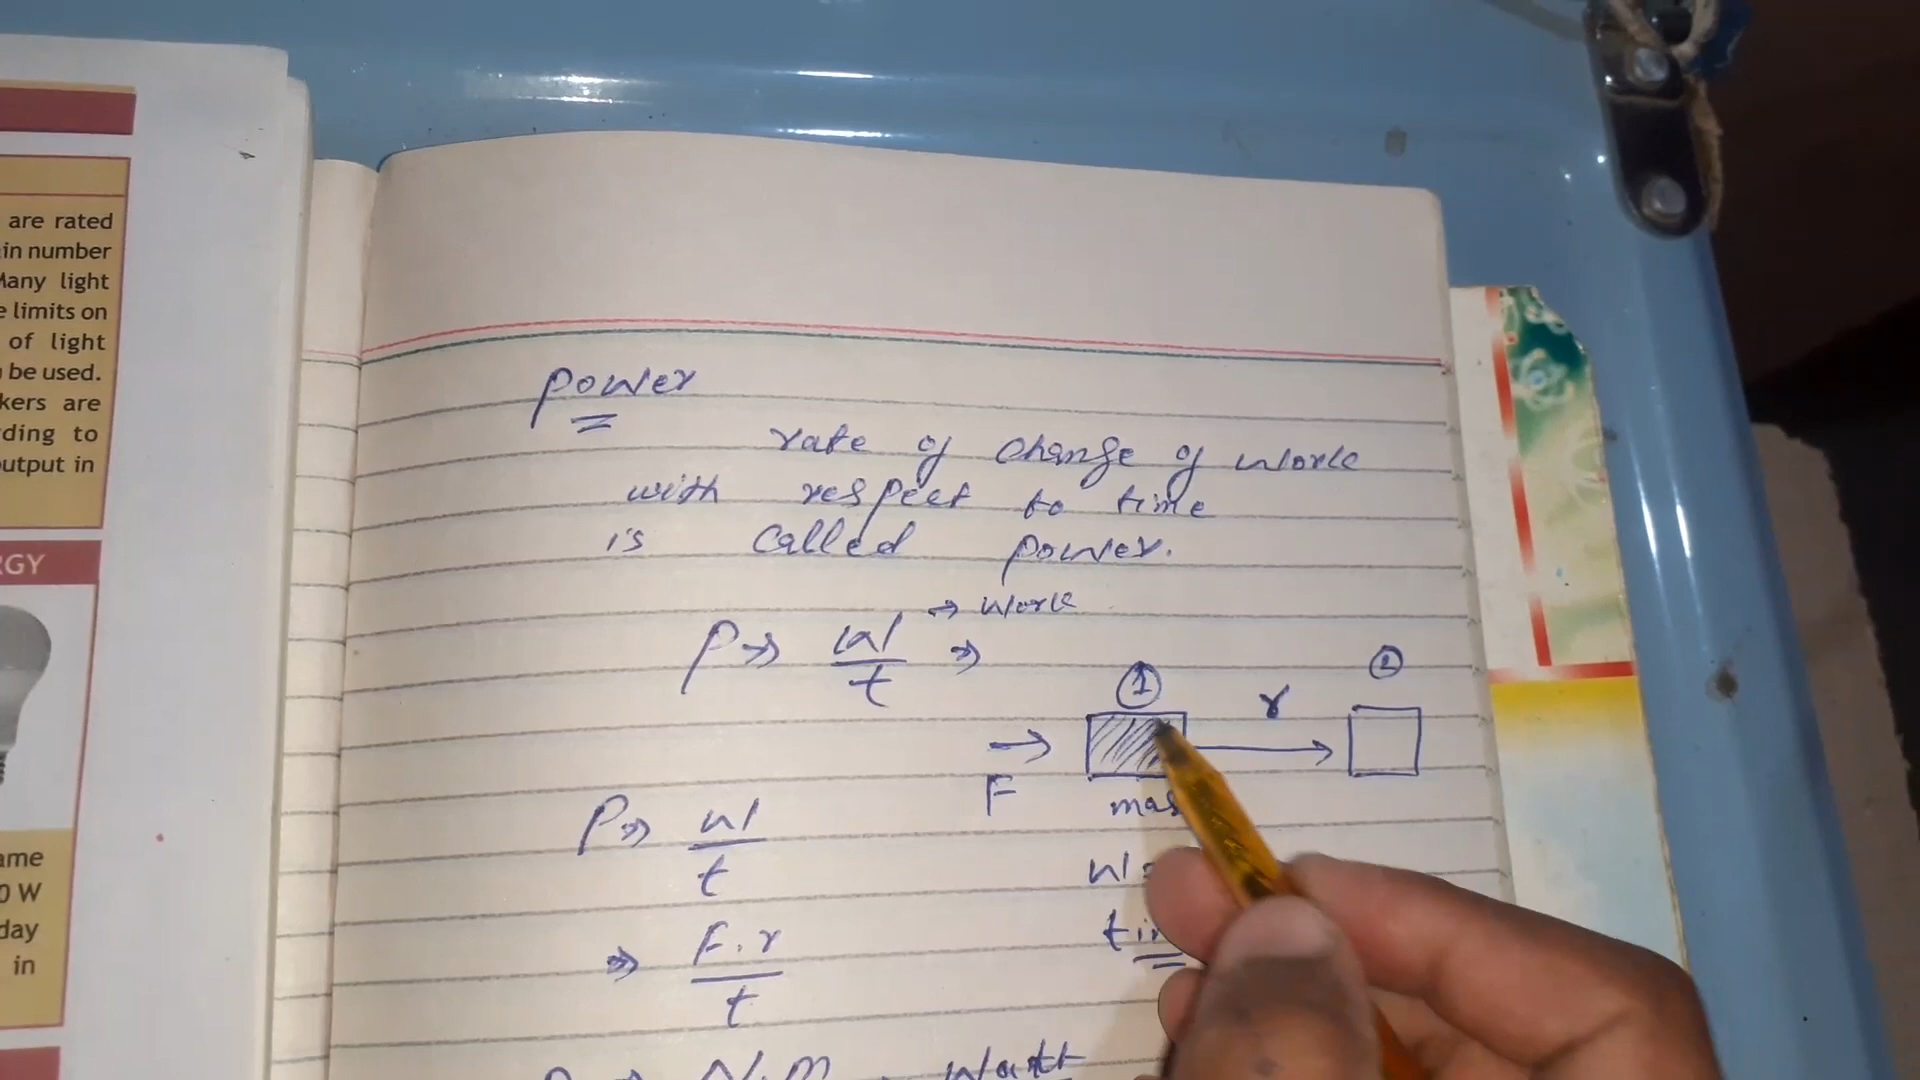 are rated
in number
Many light
e limits on
of light
be used.
kers are
ding to
utput in
RGY
ame
0 W
day
in
power
rate of change of work
with respect to time
is called power.
P → W/t → → work
① r ②
F
P → W/t
→ F.r/t
N.m Watt